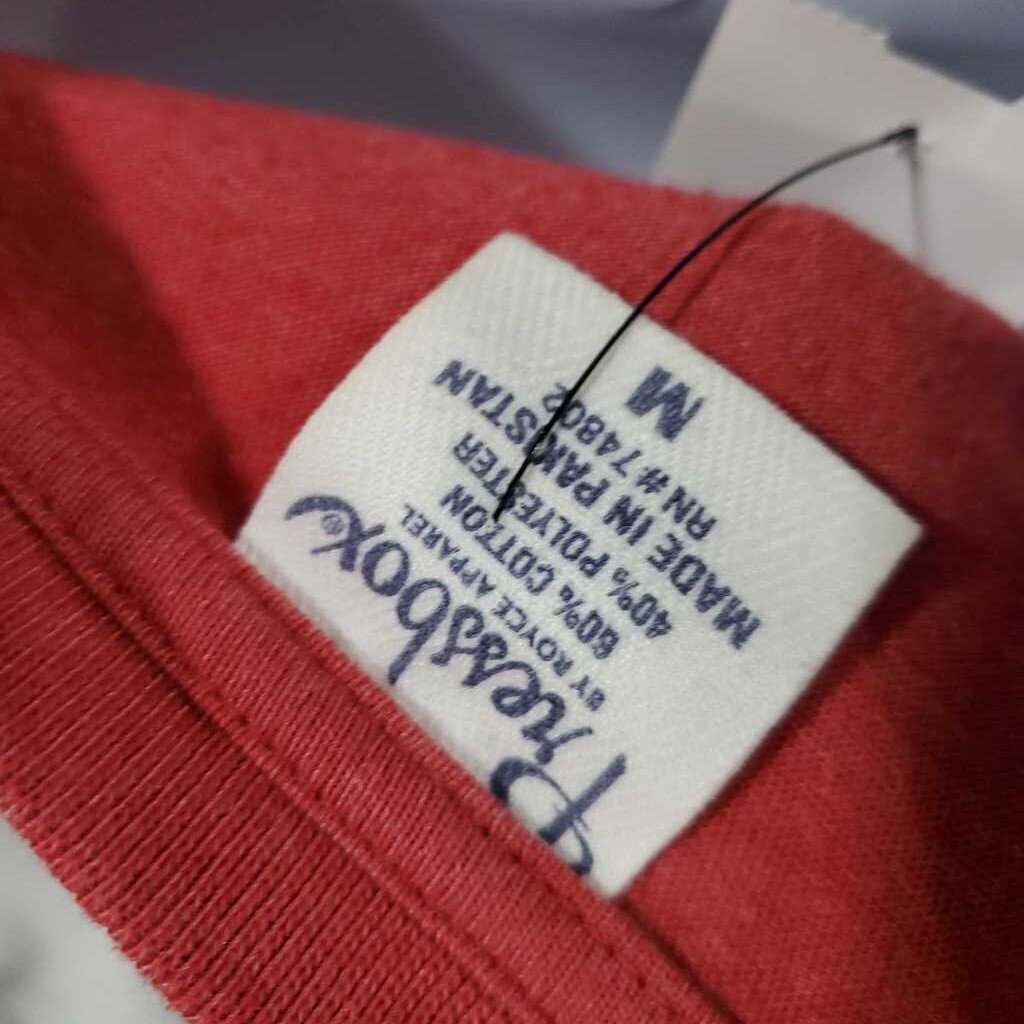 Pressbox®
BY ROYCE APPAREL
60% COTTON
40% POLYESTER
MADE IN PAKISTAN
RN # 74802
M